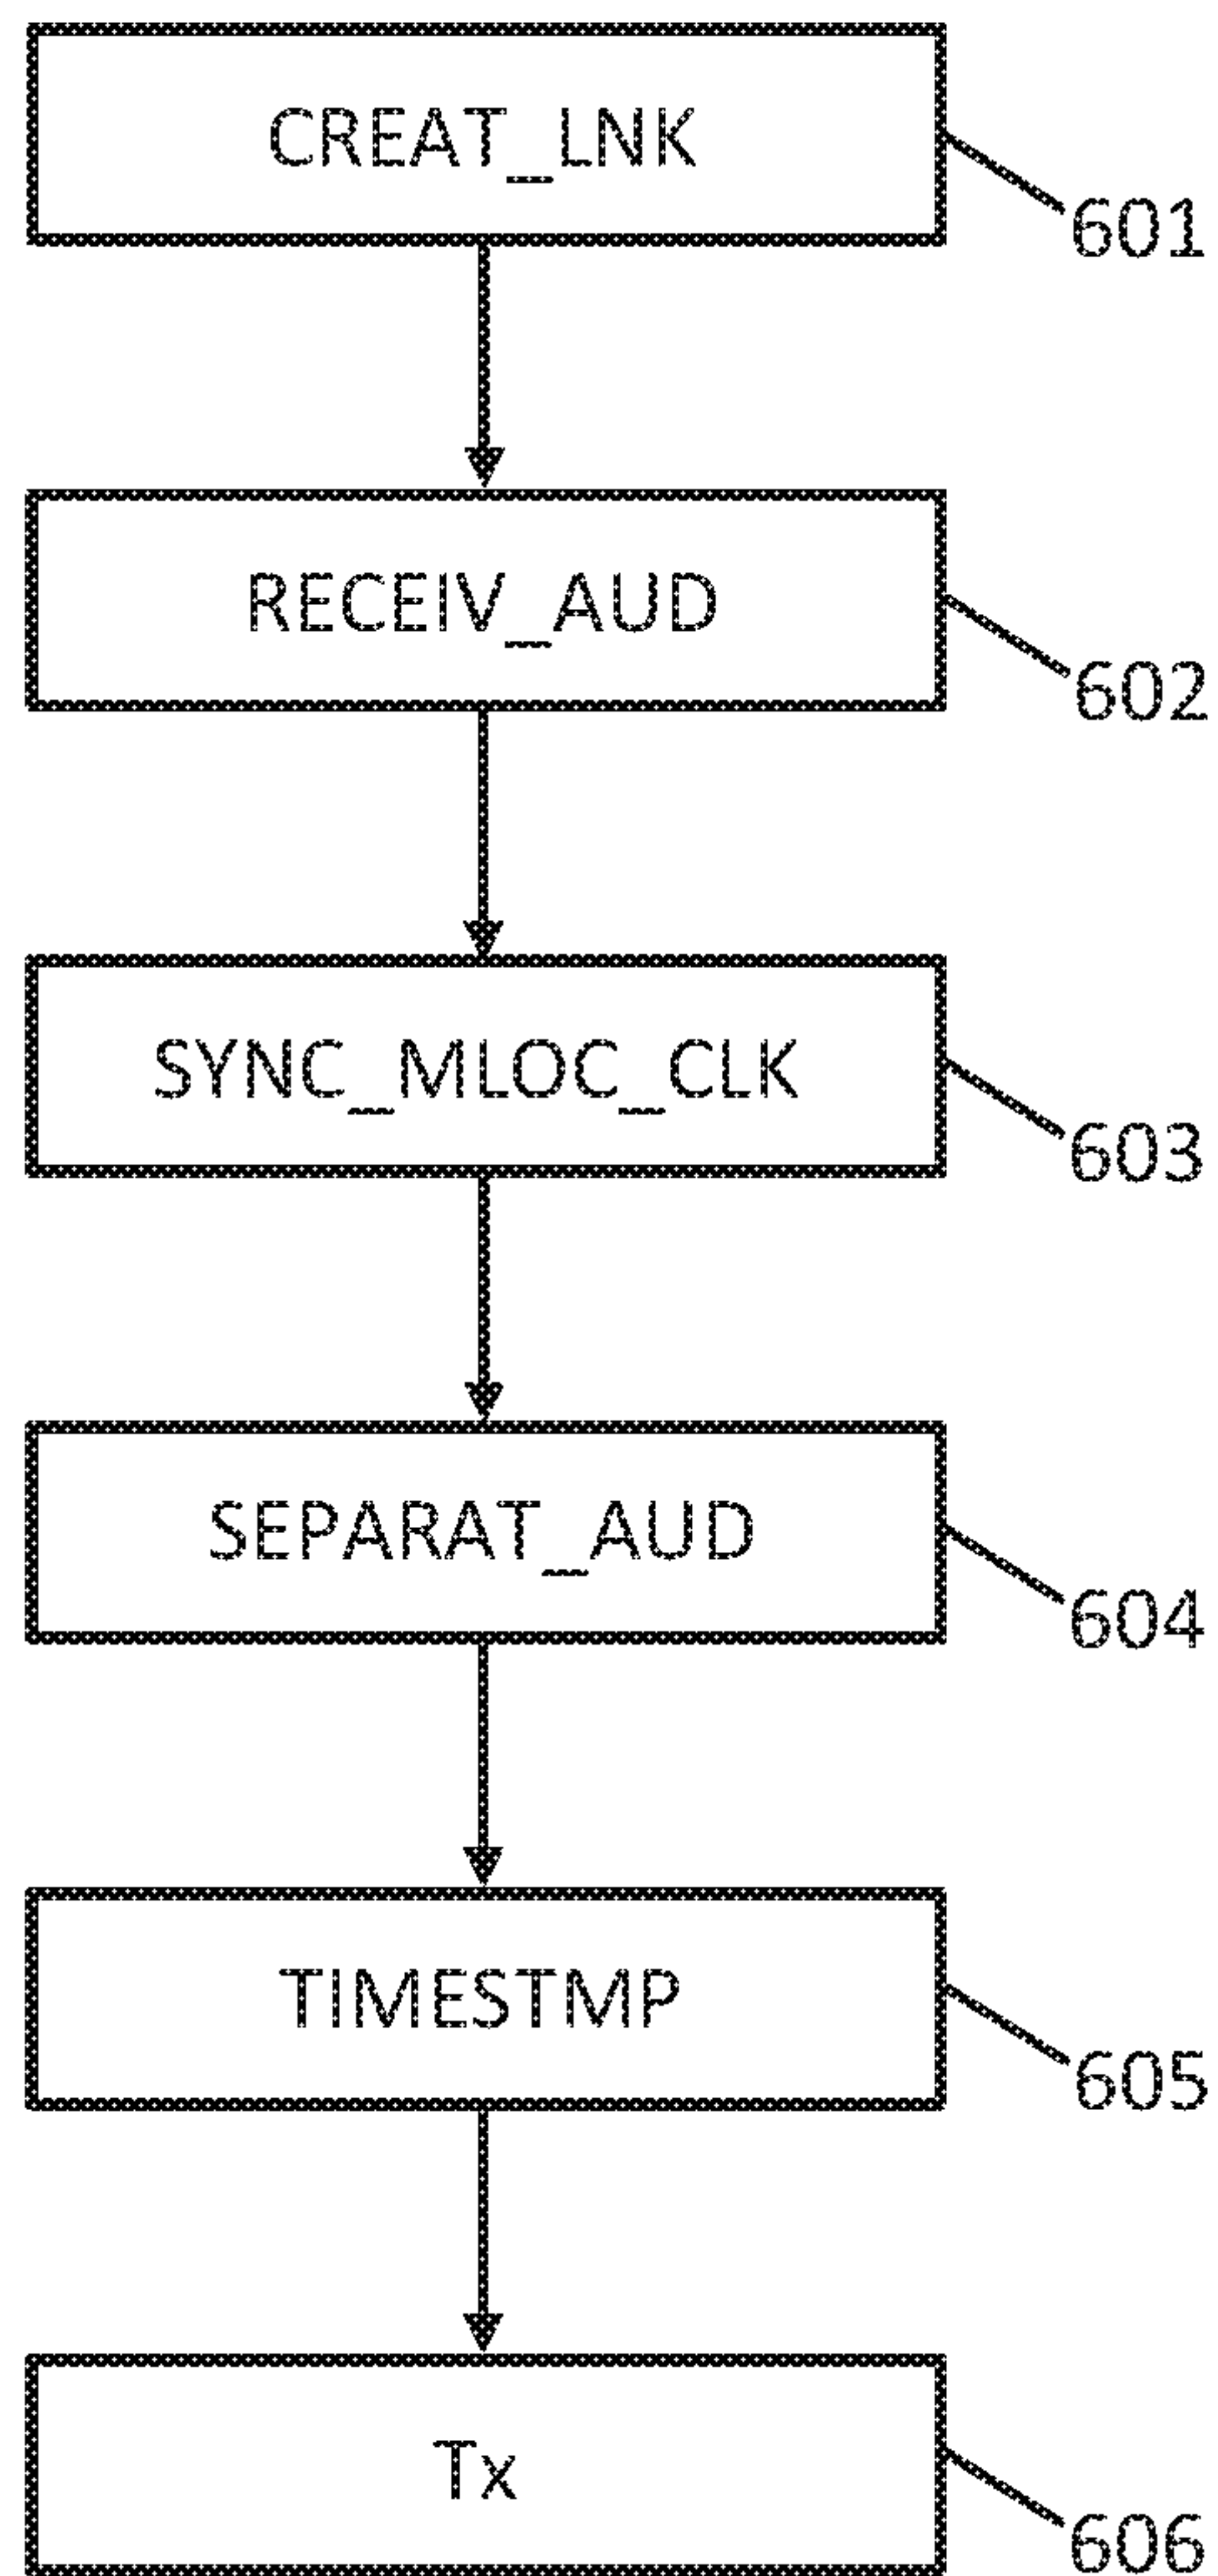 CREAT_LNK
601
RECEIV_AUD
602
SYNC_MLOC_CLK
603
SEPARAT_AUD
604
TIMESTMP
605
Tx
606